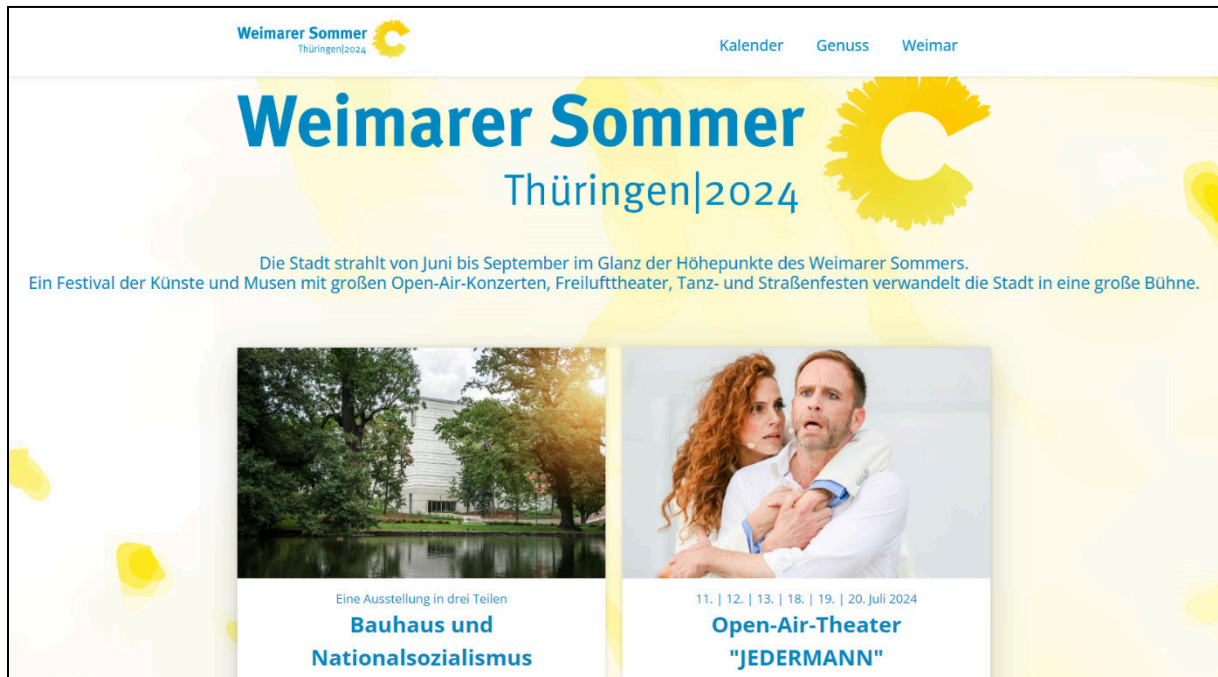 Weimarer Sommer
Thüringen|2024
Kalender Genuss Weimar
Weimarer Sommer
Thüringen|2024
Die Stadt strahlt von Juni bis September im Glanz der Höhepunkte des Weimarer Sommers.
Ein Festival der Künste und Musen mit großen Open-Air-Konzerten, Freilufttheater, Tanz- und Straßenfesten verwandelt die Stadt in eine große Bühne.
Eine Ausstellung in drei Teilen
Bauhaus und
Nationalsozialismus
11. | 12. | 13. | 18. | 19. | 20. Juli 2024
Open-Air-Theater
"JEDERMANN"